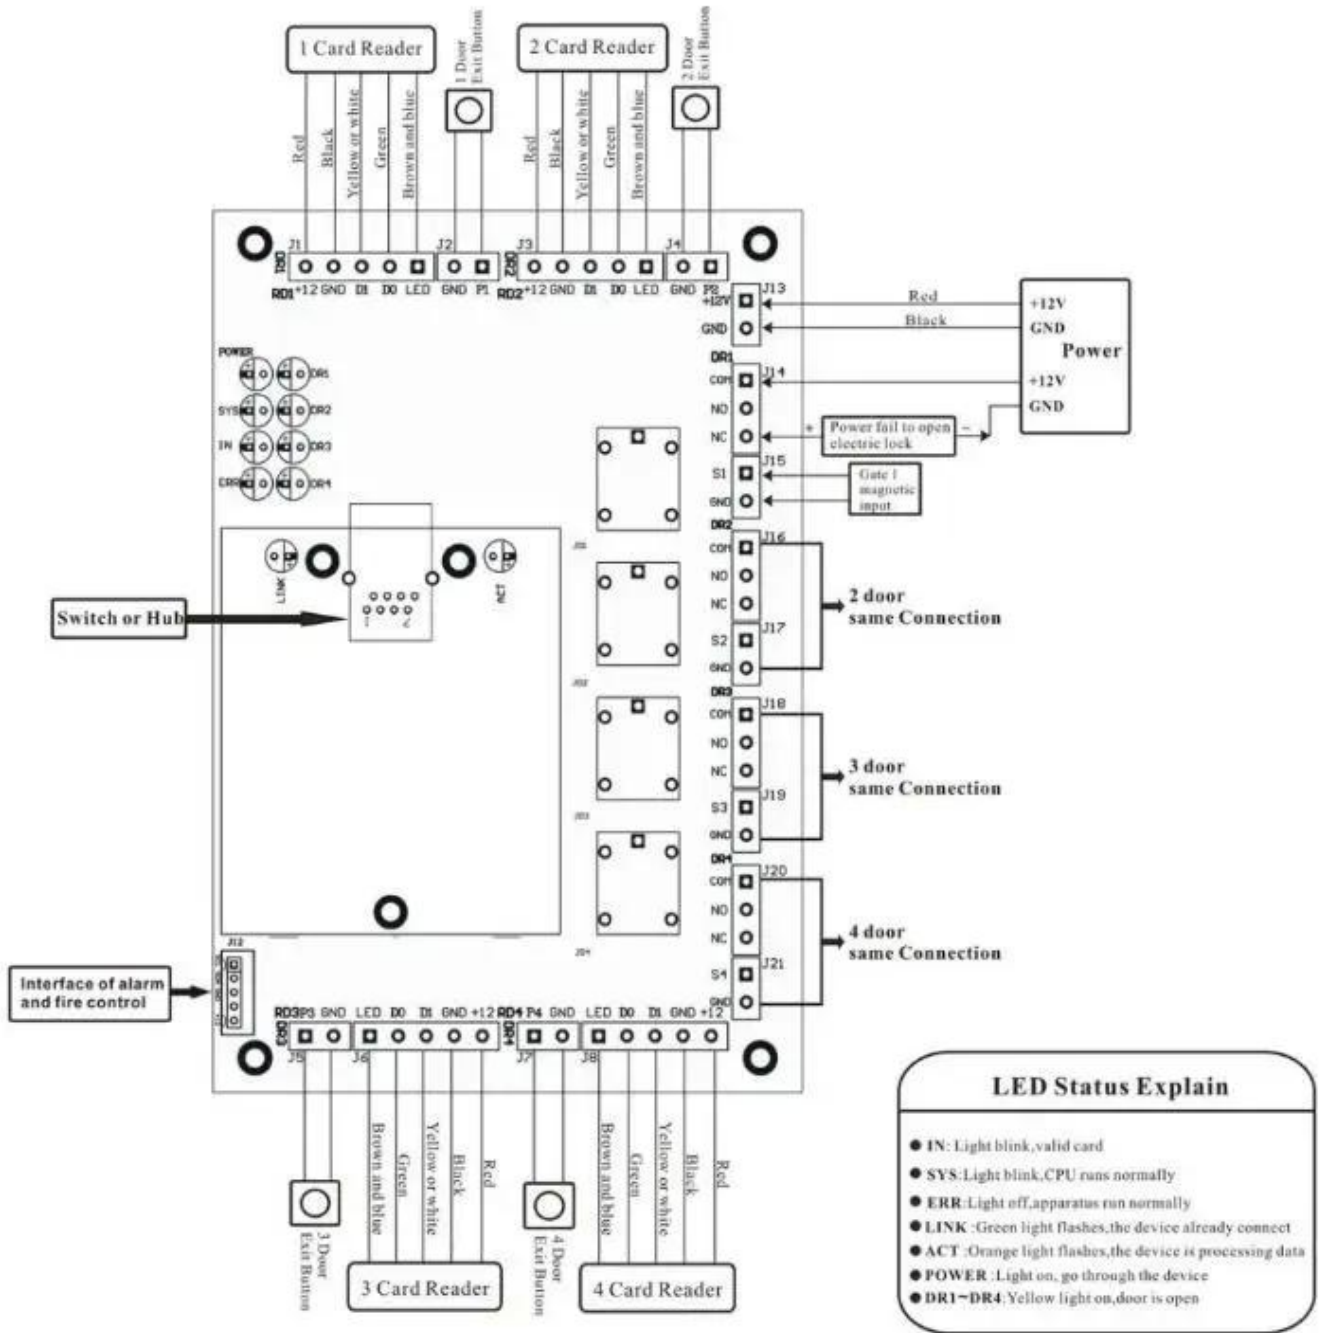 1 Card Reader
1 Door
Exit Button
2 Card Reader
2 Door
Exit Button
Red
Black
Yellow or white
Green
Brown and blue
Red
Black
Yellow or white
Green
Brown and blue
J1
J2
J3
J4
DR1
DR2
RD1 +12 GND D1 D0 LED
GND P1
RD2 +12 GND D1 D0 LED
GND P2
J13
+12V
GND
Red
Black
+12V
GND
Power
+12V
GND
DR1
J14
COM
NO
NC
+ Power fail to open −
electric lock
J15
S1
GND
Gate 1
magnetic
input
POWER
DR1
SYS
DR2
IN
DR3
ERR
DR4
DR2
J16
COM
NO
NC
J17
S2
GND
2 door
same Connection
LINK
ACT
Switch or Hub
DR3
J18
COM
NO
NC
J19
S3
GND
3 door
same Connection
DR4
J20
COM
NO
NC
J21
S4
GND
4 door
same Connection
J12
Interface of alarm
and fire control
RD3 P3 GND
LED D0 D1 GND +12
RD4 P4 GND
LED D0 D1 GND +12
DR3
DR4
J5
J6
J7
J8
Brown and blue
Green
Yellow or white
Black
Red
Brown and blue
Green
Yellow or white
Black
Red
3 Door
Exit Button
3 Card Reader
4 Door
Exit Button
4 Card Reader
LED Status Explain
● IN: Light blink,valid card
● SYS:Light blink,CPU runs normally
● ERR:Light off,apparatus run normally
● LINK :Green light flashes,the device already connect
● ACT :Orange light flashes,the device is processing data
● POWER :Light on, go through the device
● DR1~DR4:Yellow light on,door is open